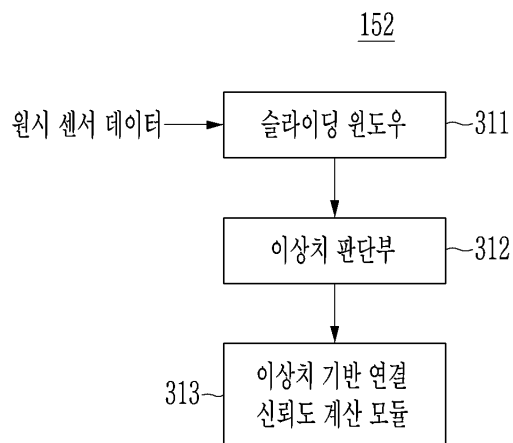 152
원시 센서 데이터
슬라이딩 윈도우
311
이상치 판단부
312
313
이상치 기반 연결
신뢰도 계산 모듈